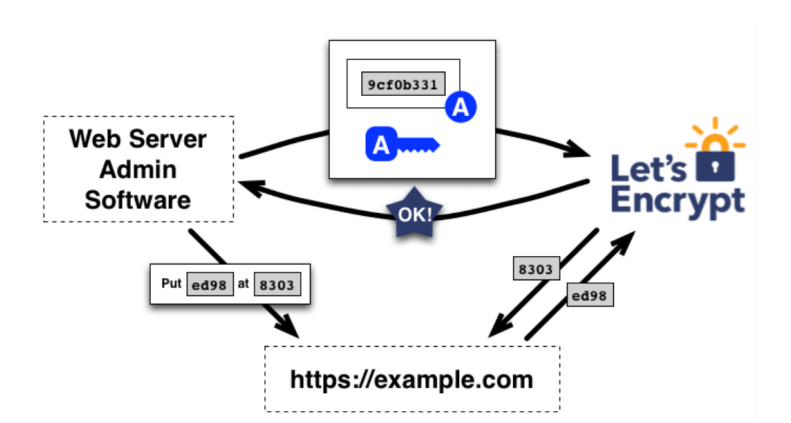 9cf0b331
A
A
Web Server
Admin
Software
Let's
Encrypt
OK!
Put ed98 at 8303
8303
ed98
https://example.com